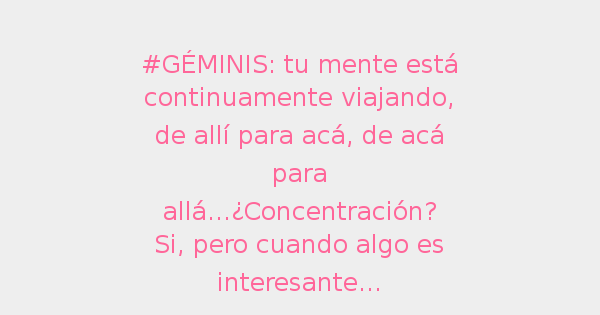 #GÉMINIS: tu mente está
continuamente viajando,
de allí para acá, de acá
para
allá...¿Concentración?
Si, pero cuando algo es
interesante...